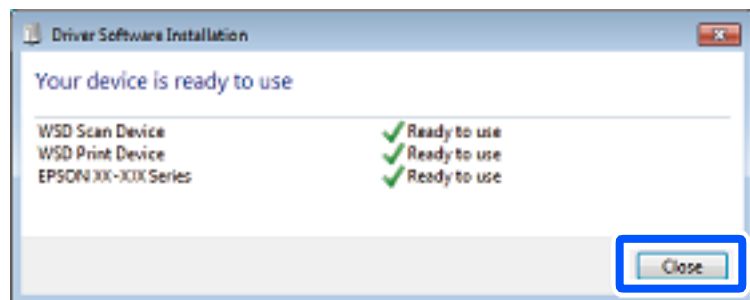 Driver Software Installation
Your device is ready to use
WSD Scan Device Ready to use
WSD Print Device Ready to use
EPSON XX-XXX Series Ready to use
Close